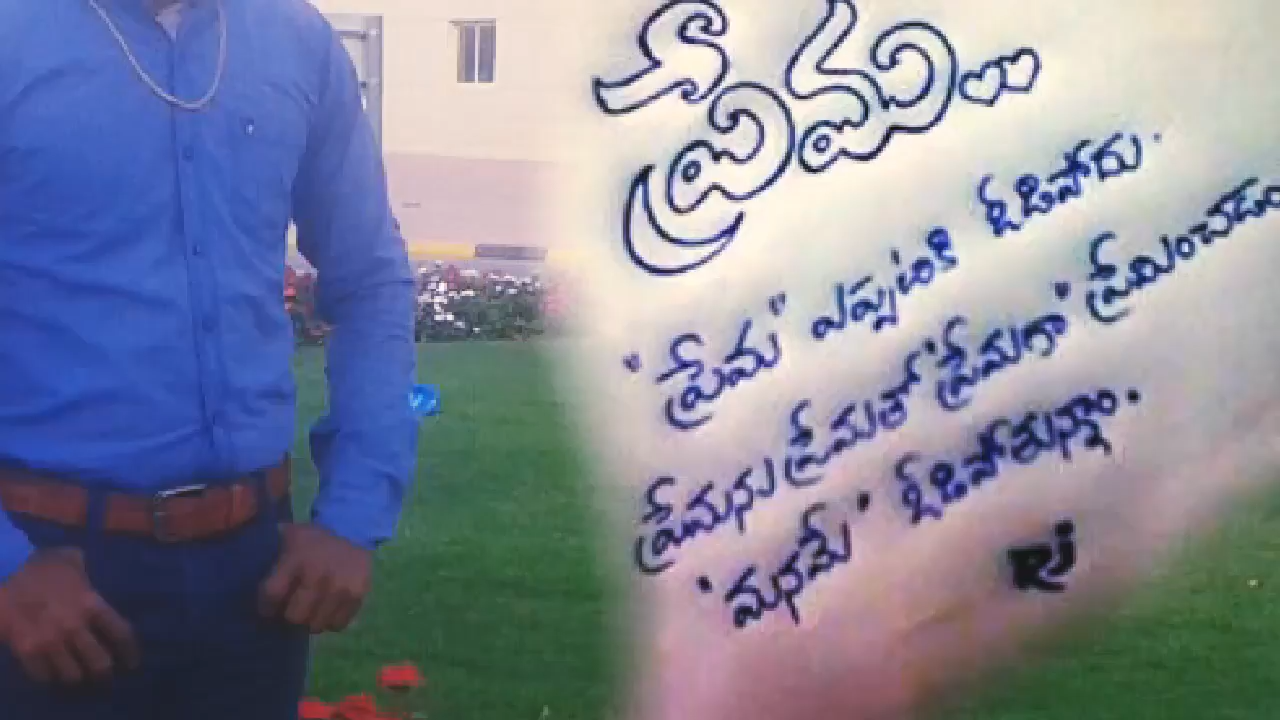 ప్రేమం
"ప్రేమ" ఎప్పటికి ఓడిపోదు.
ప్రేమను ప్రేమతో "ప్రేమగా" ప్రేమించడం
"మనమే" ఓడిపోతున్నాం.
RJ